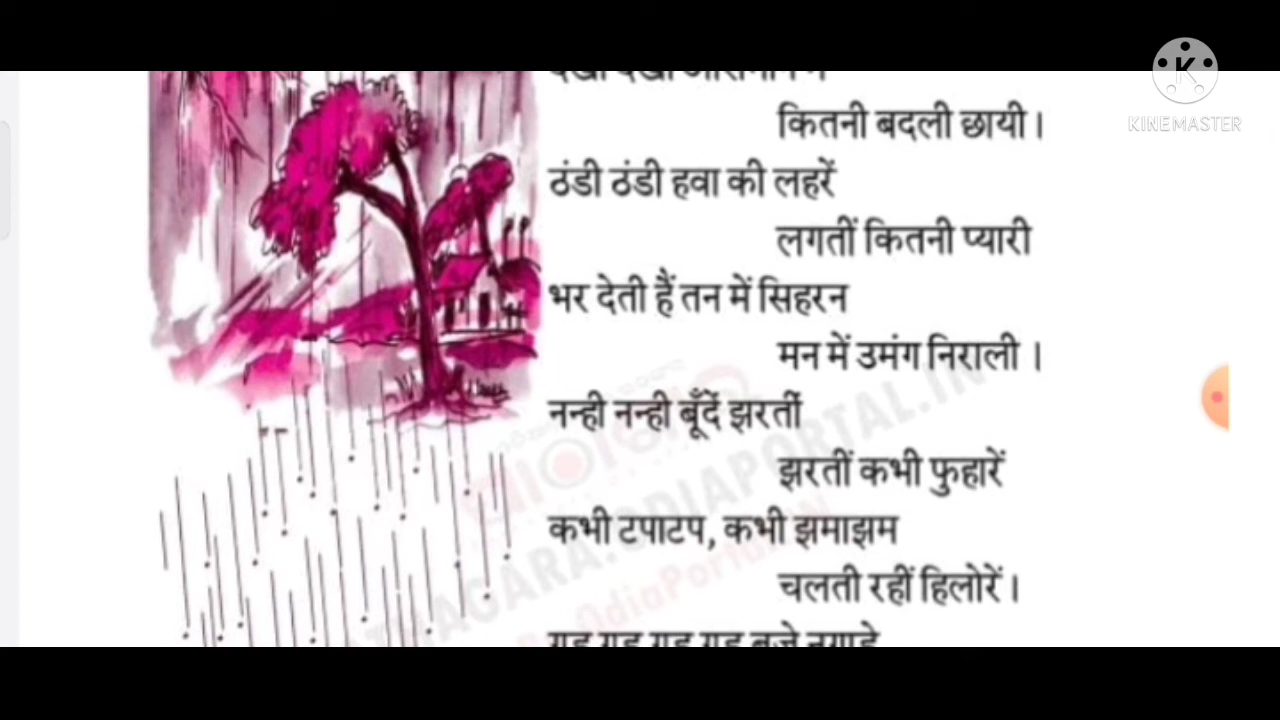 कितनी बदली छायी।
ठंडी ठंडी हवा की लहरें
लगतीं कितनी प्यारी
भर देती हैं तन में सिहरन
मन में उमंग निराली ।
नन्ही नन्ही बूँदें झरतीं
झरतीं कभी फुहारें
कभी टपाटप, कभी झमाझम
चलती रहीं हिलोरें।
KINEMASTER